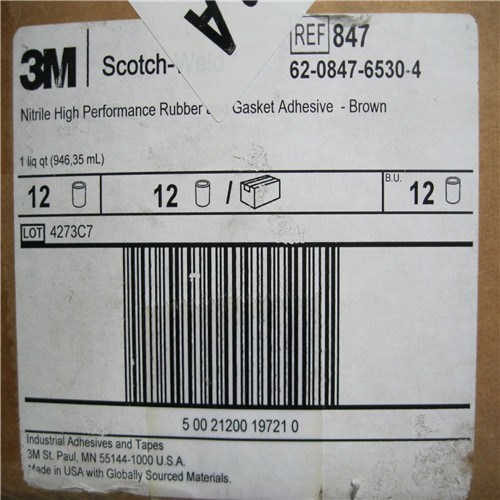 A
3M Scotch-Weld REF 847
62-0847-6530-4
Nitrile High Performance Rubber and Gasket Adhesive - Brown
1 liq qt (946,35 mL)
12 12 / B.U. 12
LOT 4273C7
5 00 21200 19721 0
Industrial Adhesives and Tapes
3M St. Paul, MN 55144-1000 U.S.A.
Made in USA with Globally Sourced Materials.